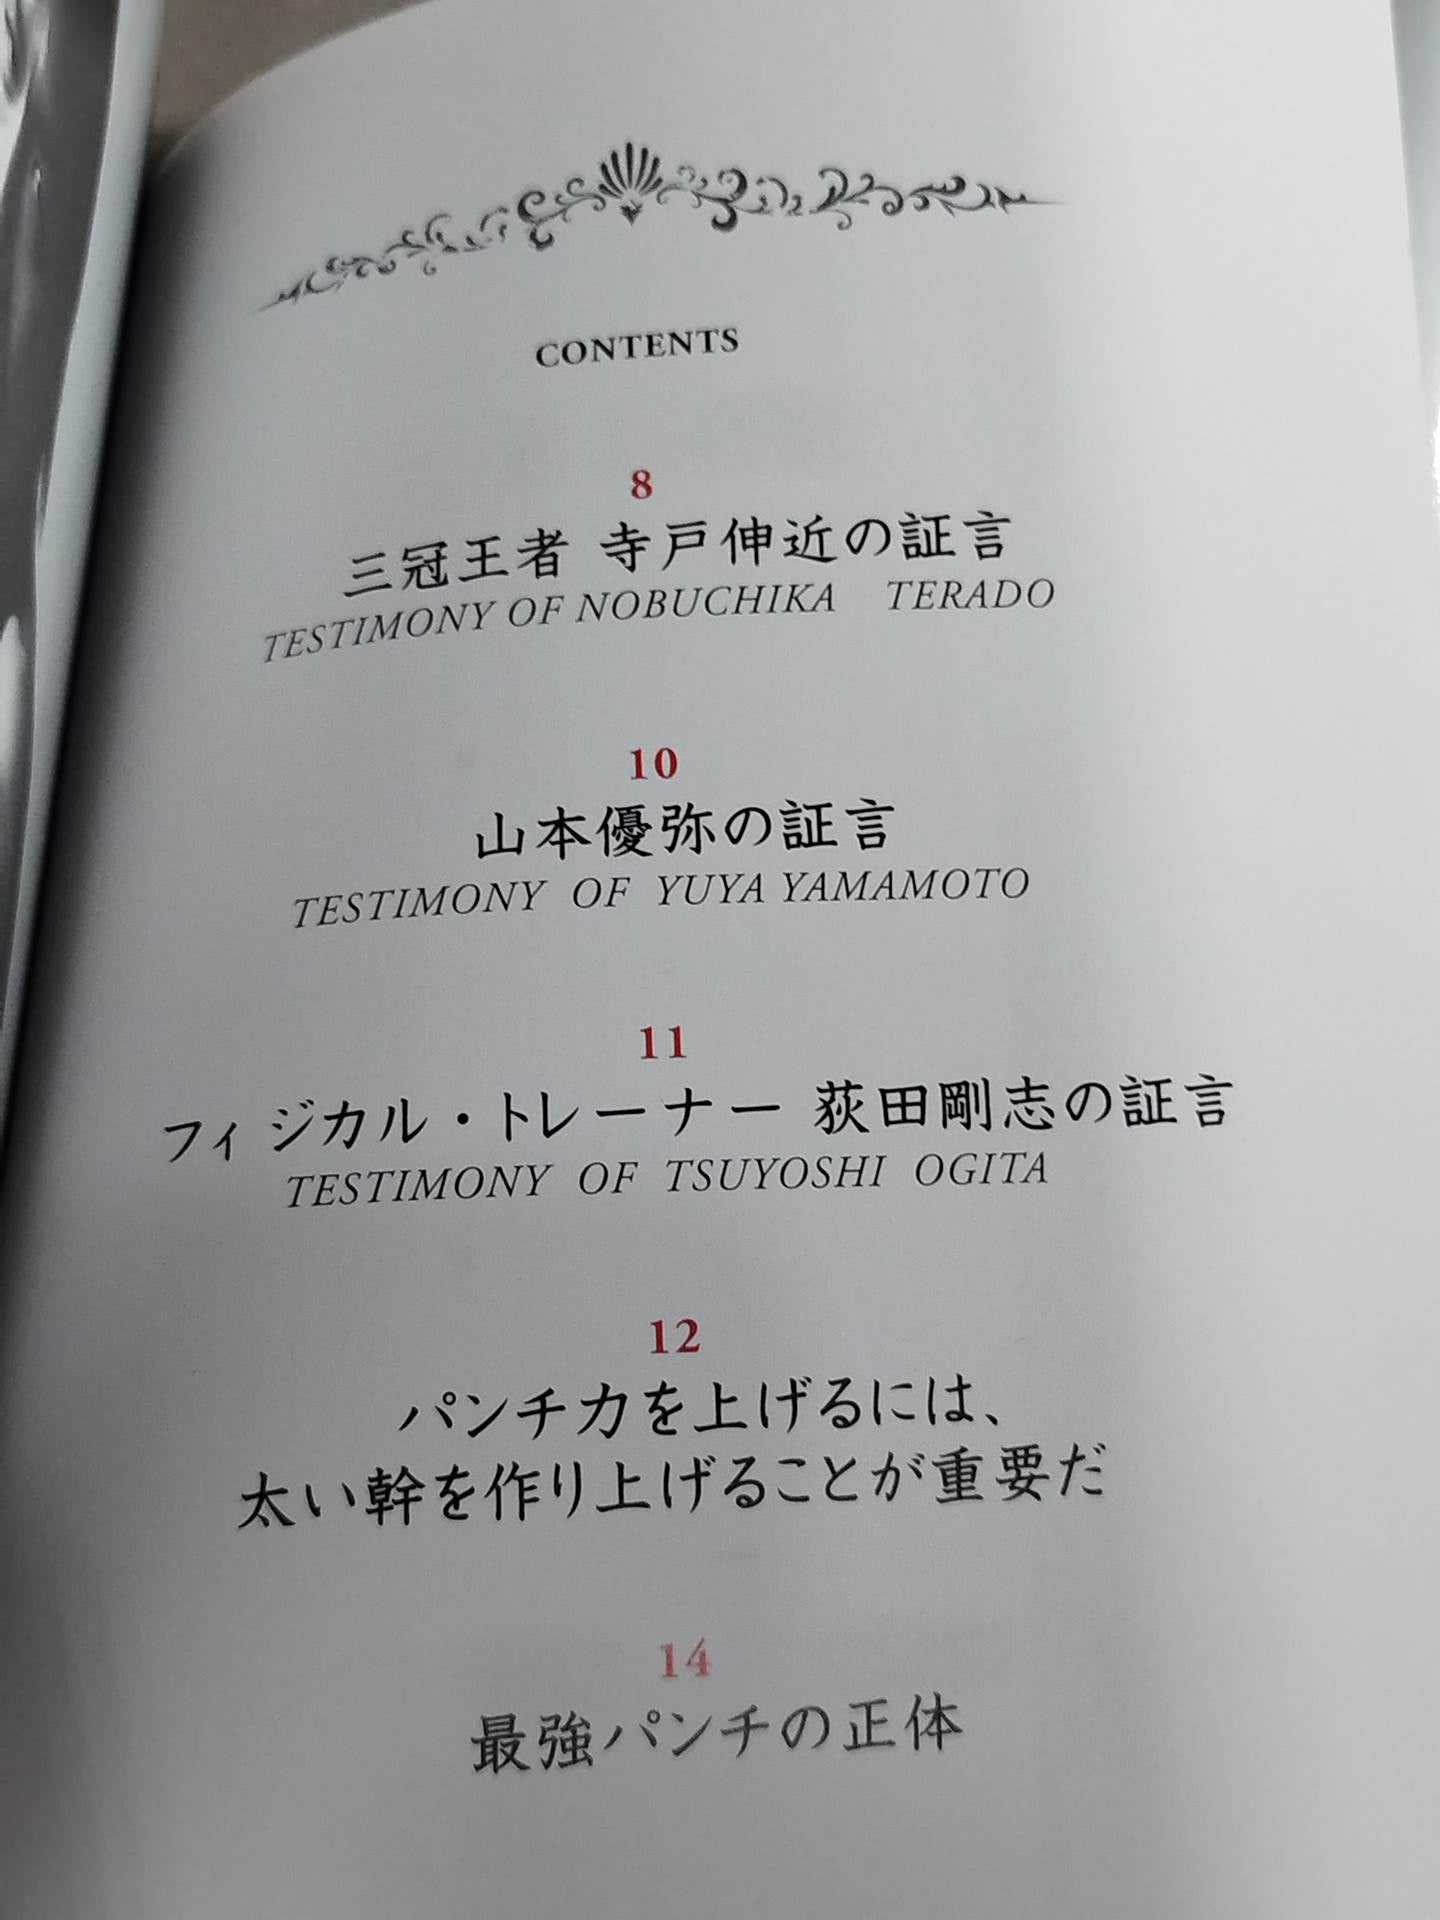 CONTENTS
8
三冠王者 寺戸伸近の証言
TESTIMONY OF NOBUCHIKA TERADO
10
山本優弥の証言
TESTIMONY OF YUYA YAMAMOTO
11
フィジカル・トレーナー 荻田剛志の証言
TESTIMONY OF TSUYOSHI OGITA
12
パンチ力を上げるには、
太い幹を作り上げることが重要だ
14
最強パンチの正体